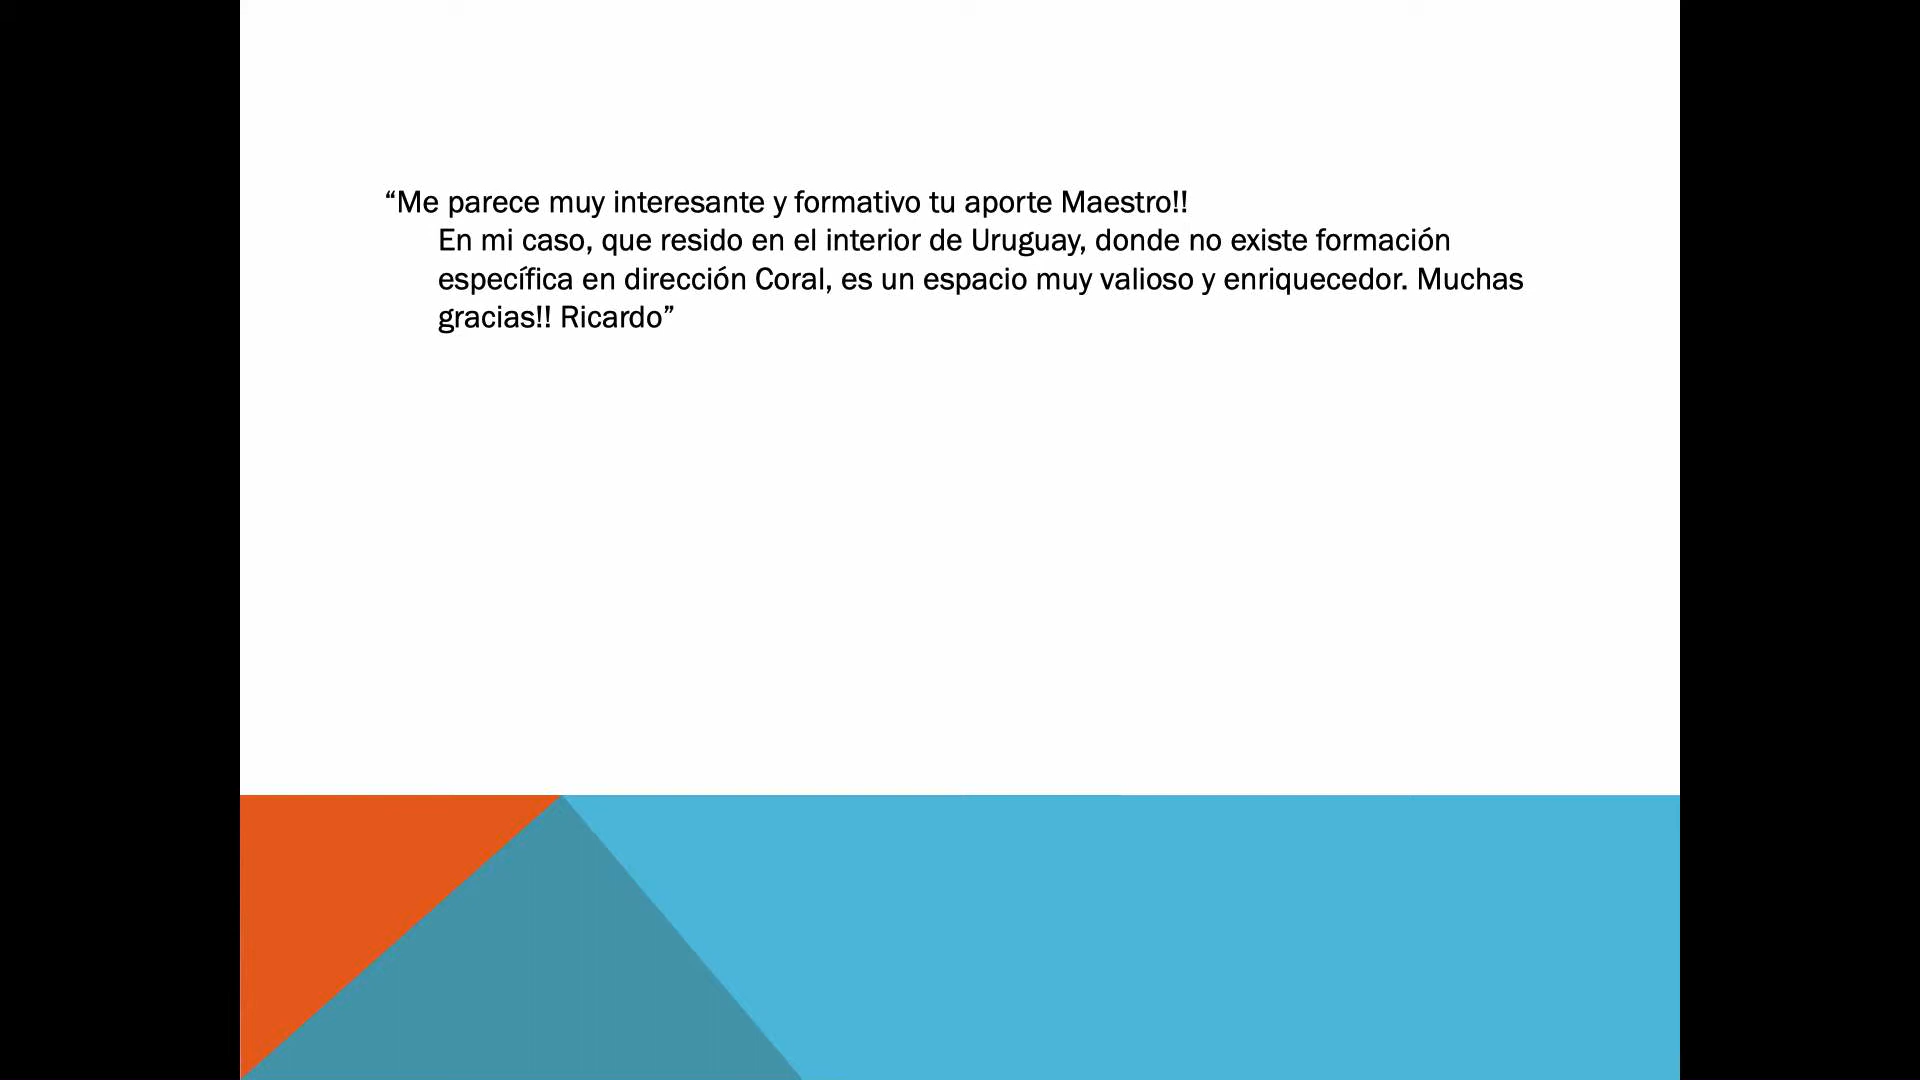 “Me parece muy interesante y formativo tu aporte Maestro!!
En mi caso, que resido en el interior de Uruguay, donde no existe formación
específica en dirección Coral, es un espacio muy valioso y enriquecedor. Muchas
gracias!! Ricardo”